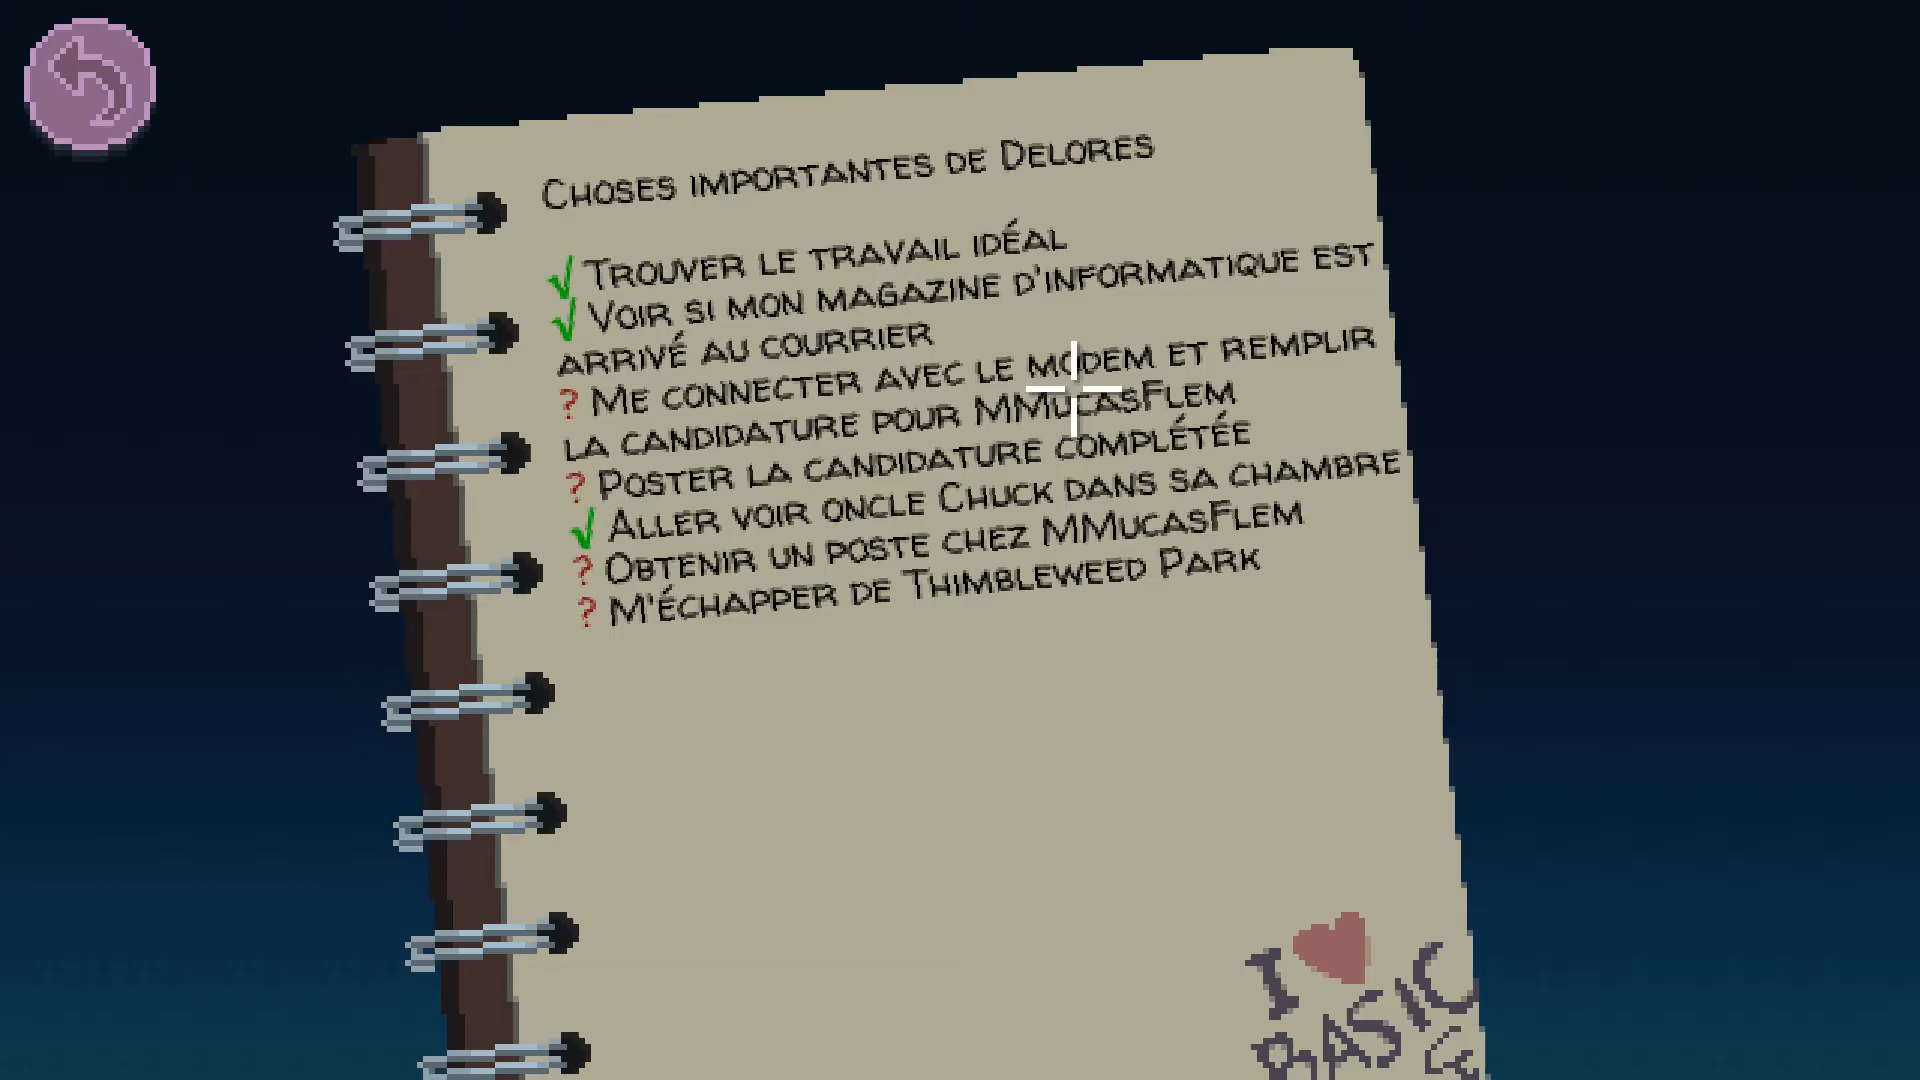 Choses importantes de Delores
√ Trouver le travail idéal
√ Voir si mon magazine d'informatique est
arrivé au courrier
? Me connecter avec le modem et remplir
la candidature pour MMucasFlem
? Poster la candidature complétée
√ Aller voir oncle Chuck dans sa chambre
? Obtenir un poste chez MMucasFlem
? M'échapper de Thimbleweed Park
I ♥
BASIC